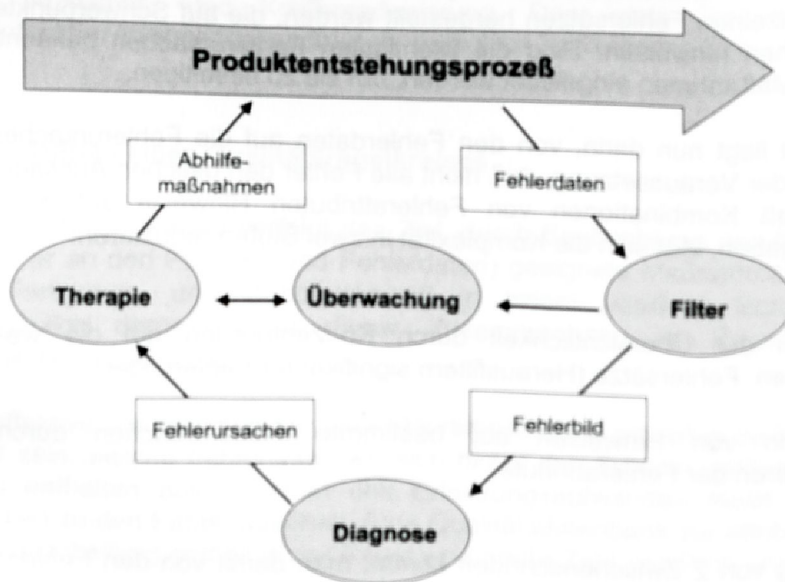 Produktentstehungsprozeß
Abhilfe-
maßnahmen
Fehlerdaten
Therapie
Überwachung
Filter
Fehlerursachen
Fehlerbild
Diagnose